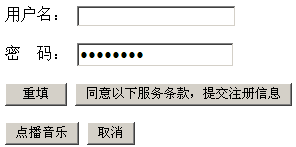 用户名：
密　码： ●●●●●●●●
重填 同意以下服务条款，提交注册信息
点播音乐 取消